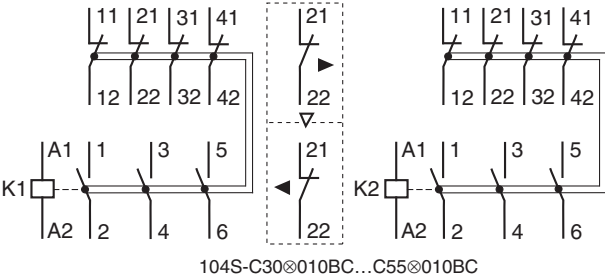 11 21 31 41 21 11 21 31 41
12 22 32 42 22 12 22 32 42
A1 1 3 5 21 A1 1 3 5
K1 K2
A2 2 4 6 22 A2 2 4 6
104S-C30⊗010BC…C55⊗010BC